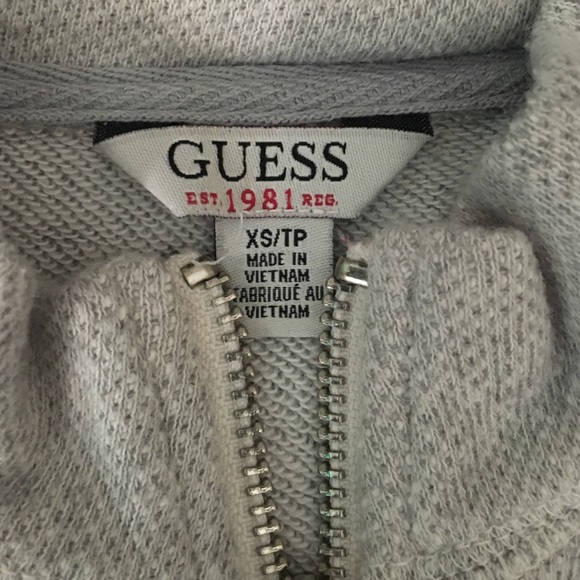 GUESS
EST. 1981 REG.
XS/TP
MADE IN
VIETNAM
FABRIQUÉ AU
VIETNAM